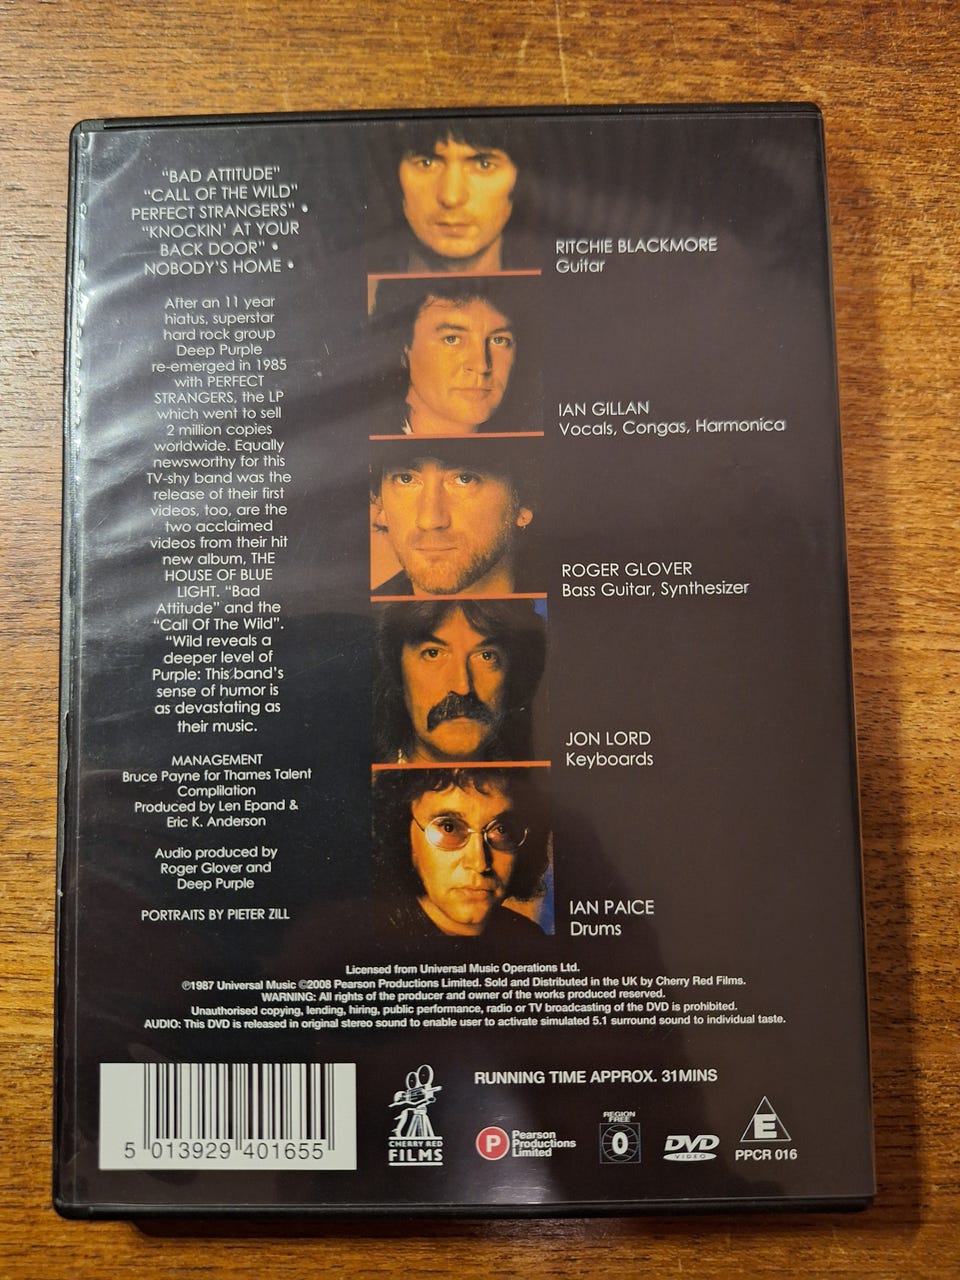 "BAD ATTITUDE"
"CALL OF THE WILD"
PERFECT STRANGERS" •
"KNOCKIN' AT YOUR
BACK DOOR" •
NOBODY'S HOME •
After an 11 year
hiatus, superstar
hard rock group
Deep Purple
re-emerged in 1985
with PERFECT
STRANGERS, the LP
which went to sell
2 million copies
worldwide. Equally
newsworthy for this
TV-shy band was the
release of their first
videos, too, are the
two acclaimed
videos from their hit
new album, THE
HOUSE OF BLUE
LIGHT. "Bad
Attitude" and the
"Call Of The Wild".
"Wild reveals a
deeper level of
Purple: This band's
sense of humor is
as devastating as
their music.
MANAGEMENT
Bruce Payne for Thames Talent
Complilation
Produced by Len Epand &
Eric K. Anderson
Audio produced by
Roger Glover and
Deep Purple
PORTRAITS BY PIETER ZILL
RITCHIE BLACKMORE
Guitar
IAN GILLAN
Vocals, Congas, Harmonica
ROGER GLOVER
Bass Guitar, Synthesizer
JON LORD
Keyboards
IAN PAICE
Drums
Licensed from Universal Music Operations Ltd.
℗1987 Universal Music ©2008 Pearson Productions Limited. Sold and Distributed in the UK by Cherry Red Films.
WARNING: All rights of the producer and owner of the works produced reserved.
Unauthorised copying, lending, hiring, public performance, radio or TV broadcasting of the DVD is prohibited.
AUDIO: This DVD is released in original stereo sound to enable user to activate simulated 5.1 surround sound to individual taste.
RUNNING TIME APPROX. 31MINS
5 013929 401655
CHERRY RED
FILMS
P
Pearson
Productions
Limited
REGION
FREE
0
DVD
VIDEO
E
PPCR 016